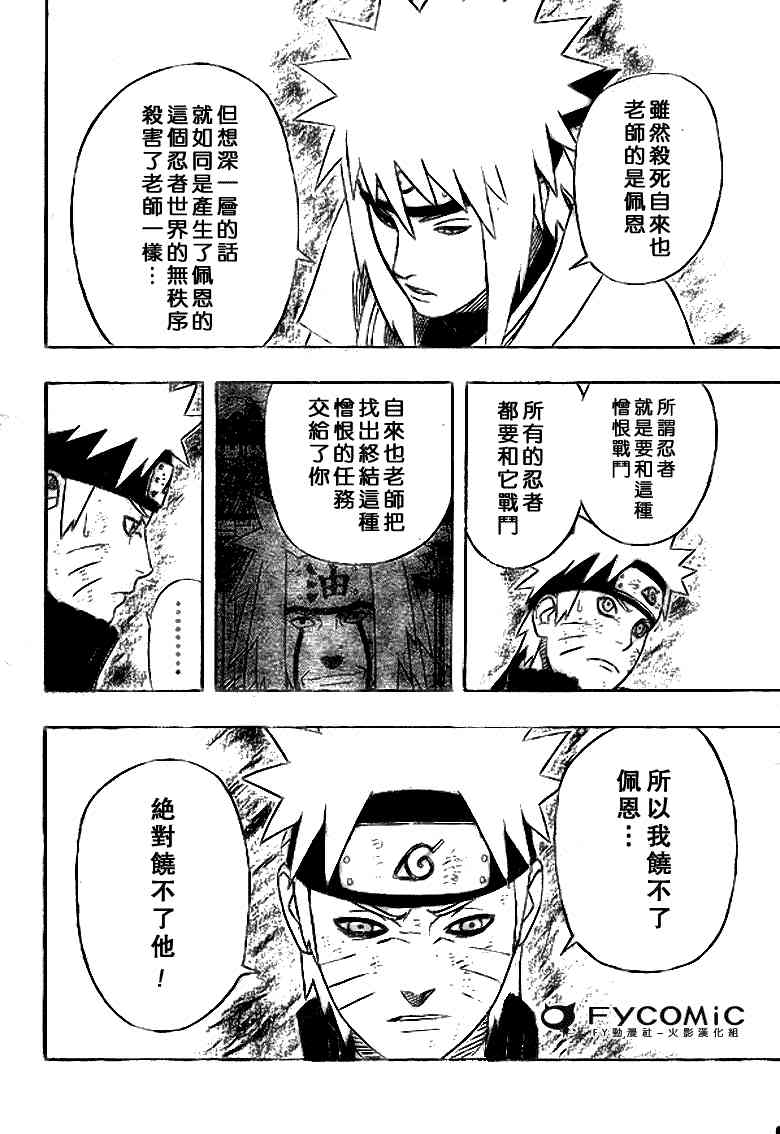 雖然殺死自來也
老師的是佩恩
但想深一層的話
就如同是產生了佩恩的
這個忍者世界的無秩序
殺害了老師一樣…
所謂忍者
就是要和這種
憎恨戰鬥
所有的忍者
都要和它戰鬥
自來也老師把
找出終結這種
憎恨的任務
交給了你
油
………
所以我饒不了
佩恩…
絕對饒不了他！
FYCOMiC
FY動漫社-火影漢化組